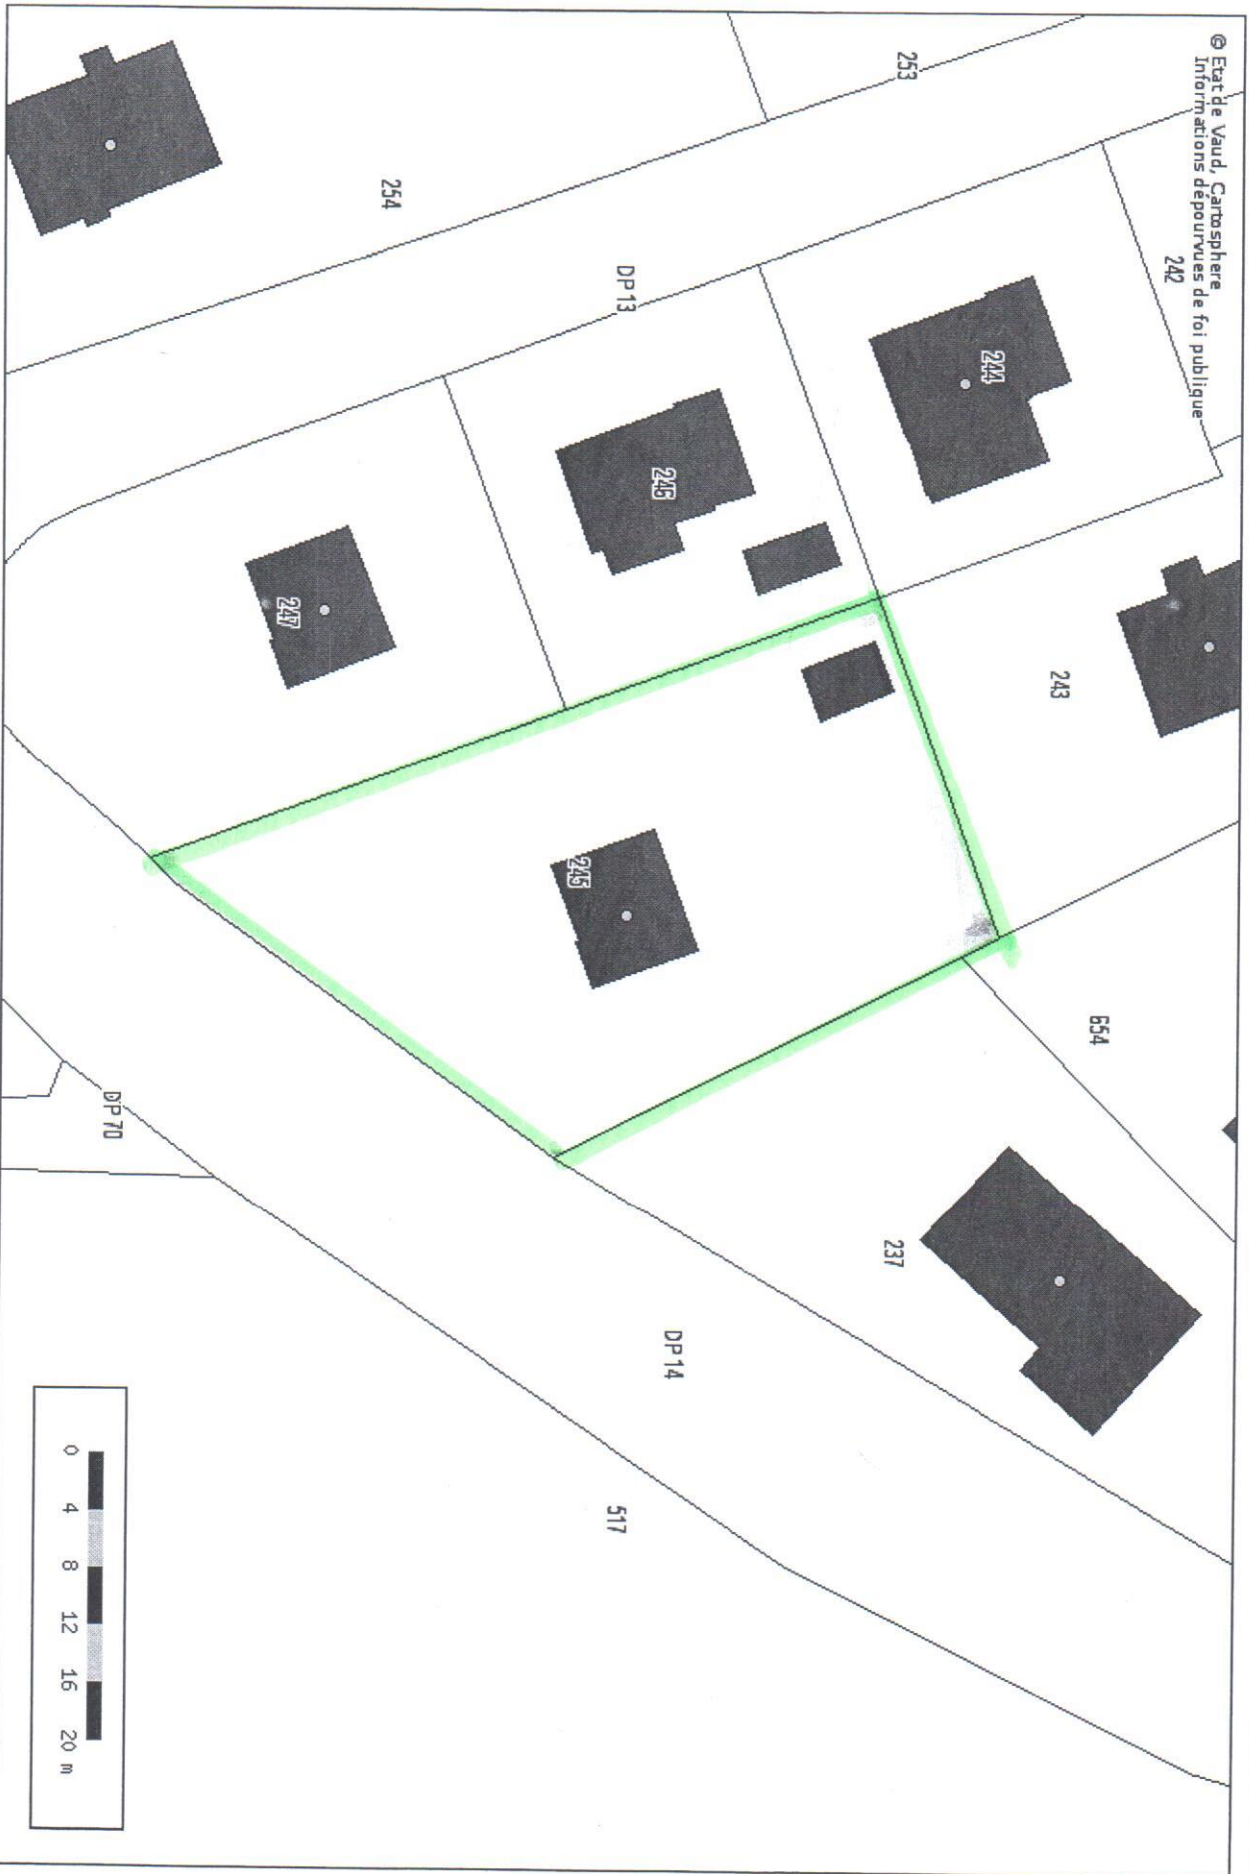 © Etat de Vaud, Cartosphere
Informations dépourvues de foi publique
242
253
244
243
254
DP 13
246
654
247
245
237
DP 14
DP 70
517
0 4 8 12 16 20 m